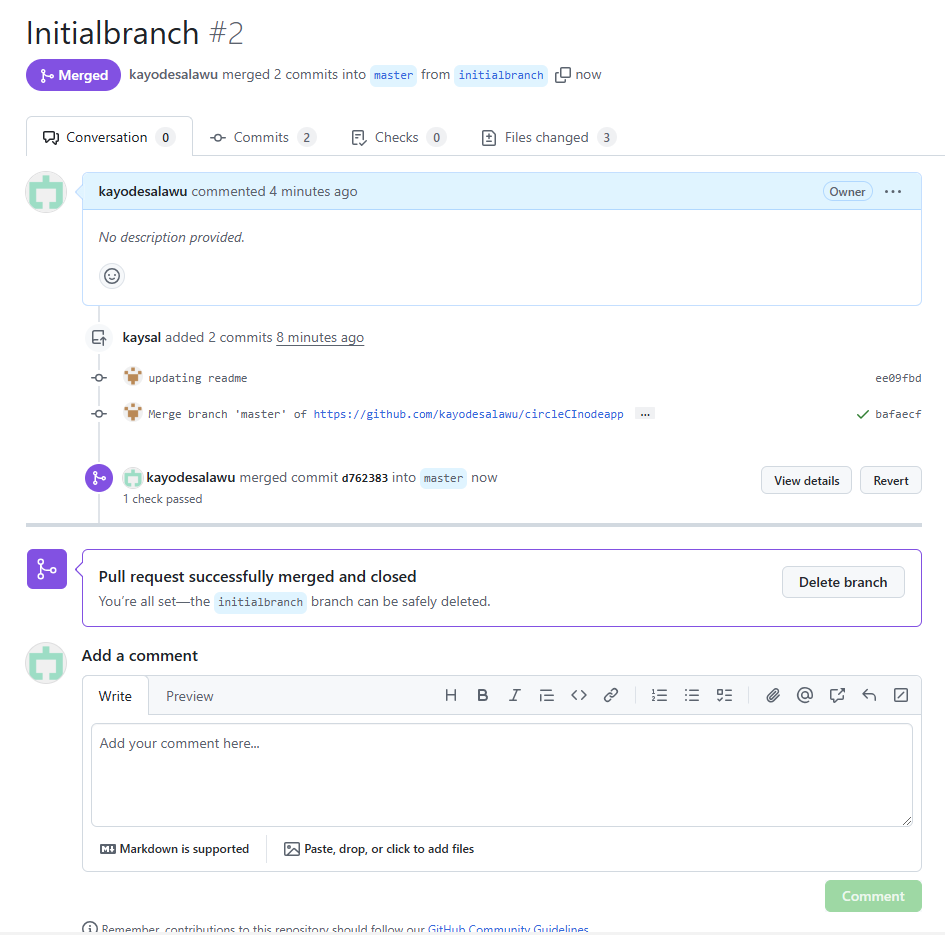 Initialbranch #2
Merged kayodesalawu merged 2 commits into master from initialbranch now
Conversation 0 Commits 2 Checks 0 Files changed 3
kayodesalawu commented 4 minutes ago Owner ...
No description provided.
kaysal added 2 commits 8 minutes ago
updating readme ee09fbd
Merge branch 'master' of https://github.com/kayodesalawu/circleCInodeapp ... bafaecf
kayodesalawu merged commit d762383 into master now View details Revert
1 check passed
Pull request successfully merged and closed
You're all set—the initialbranch branch can be safely deleted. Delete branch
Add a comment
Write Preview
Add your comment here...
Markdown is supported Paste, drop, or click to add files
Comment
Remember, contributions to this repository should follow our GitHub Community Guidelines